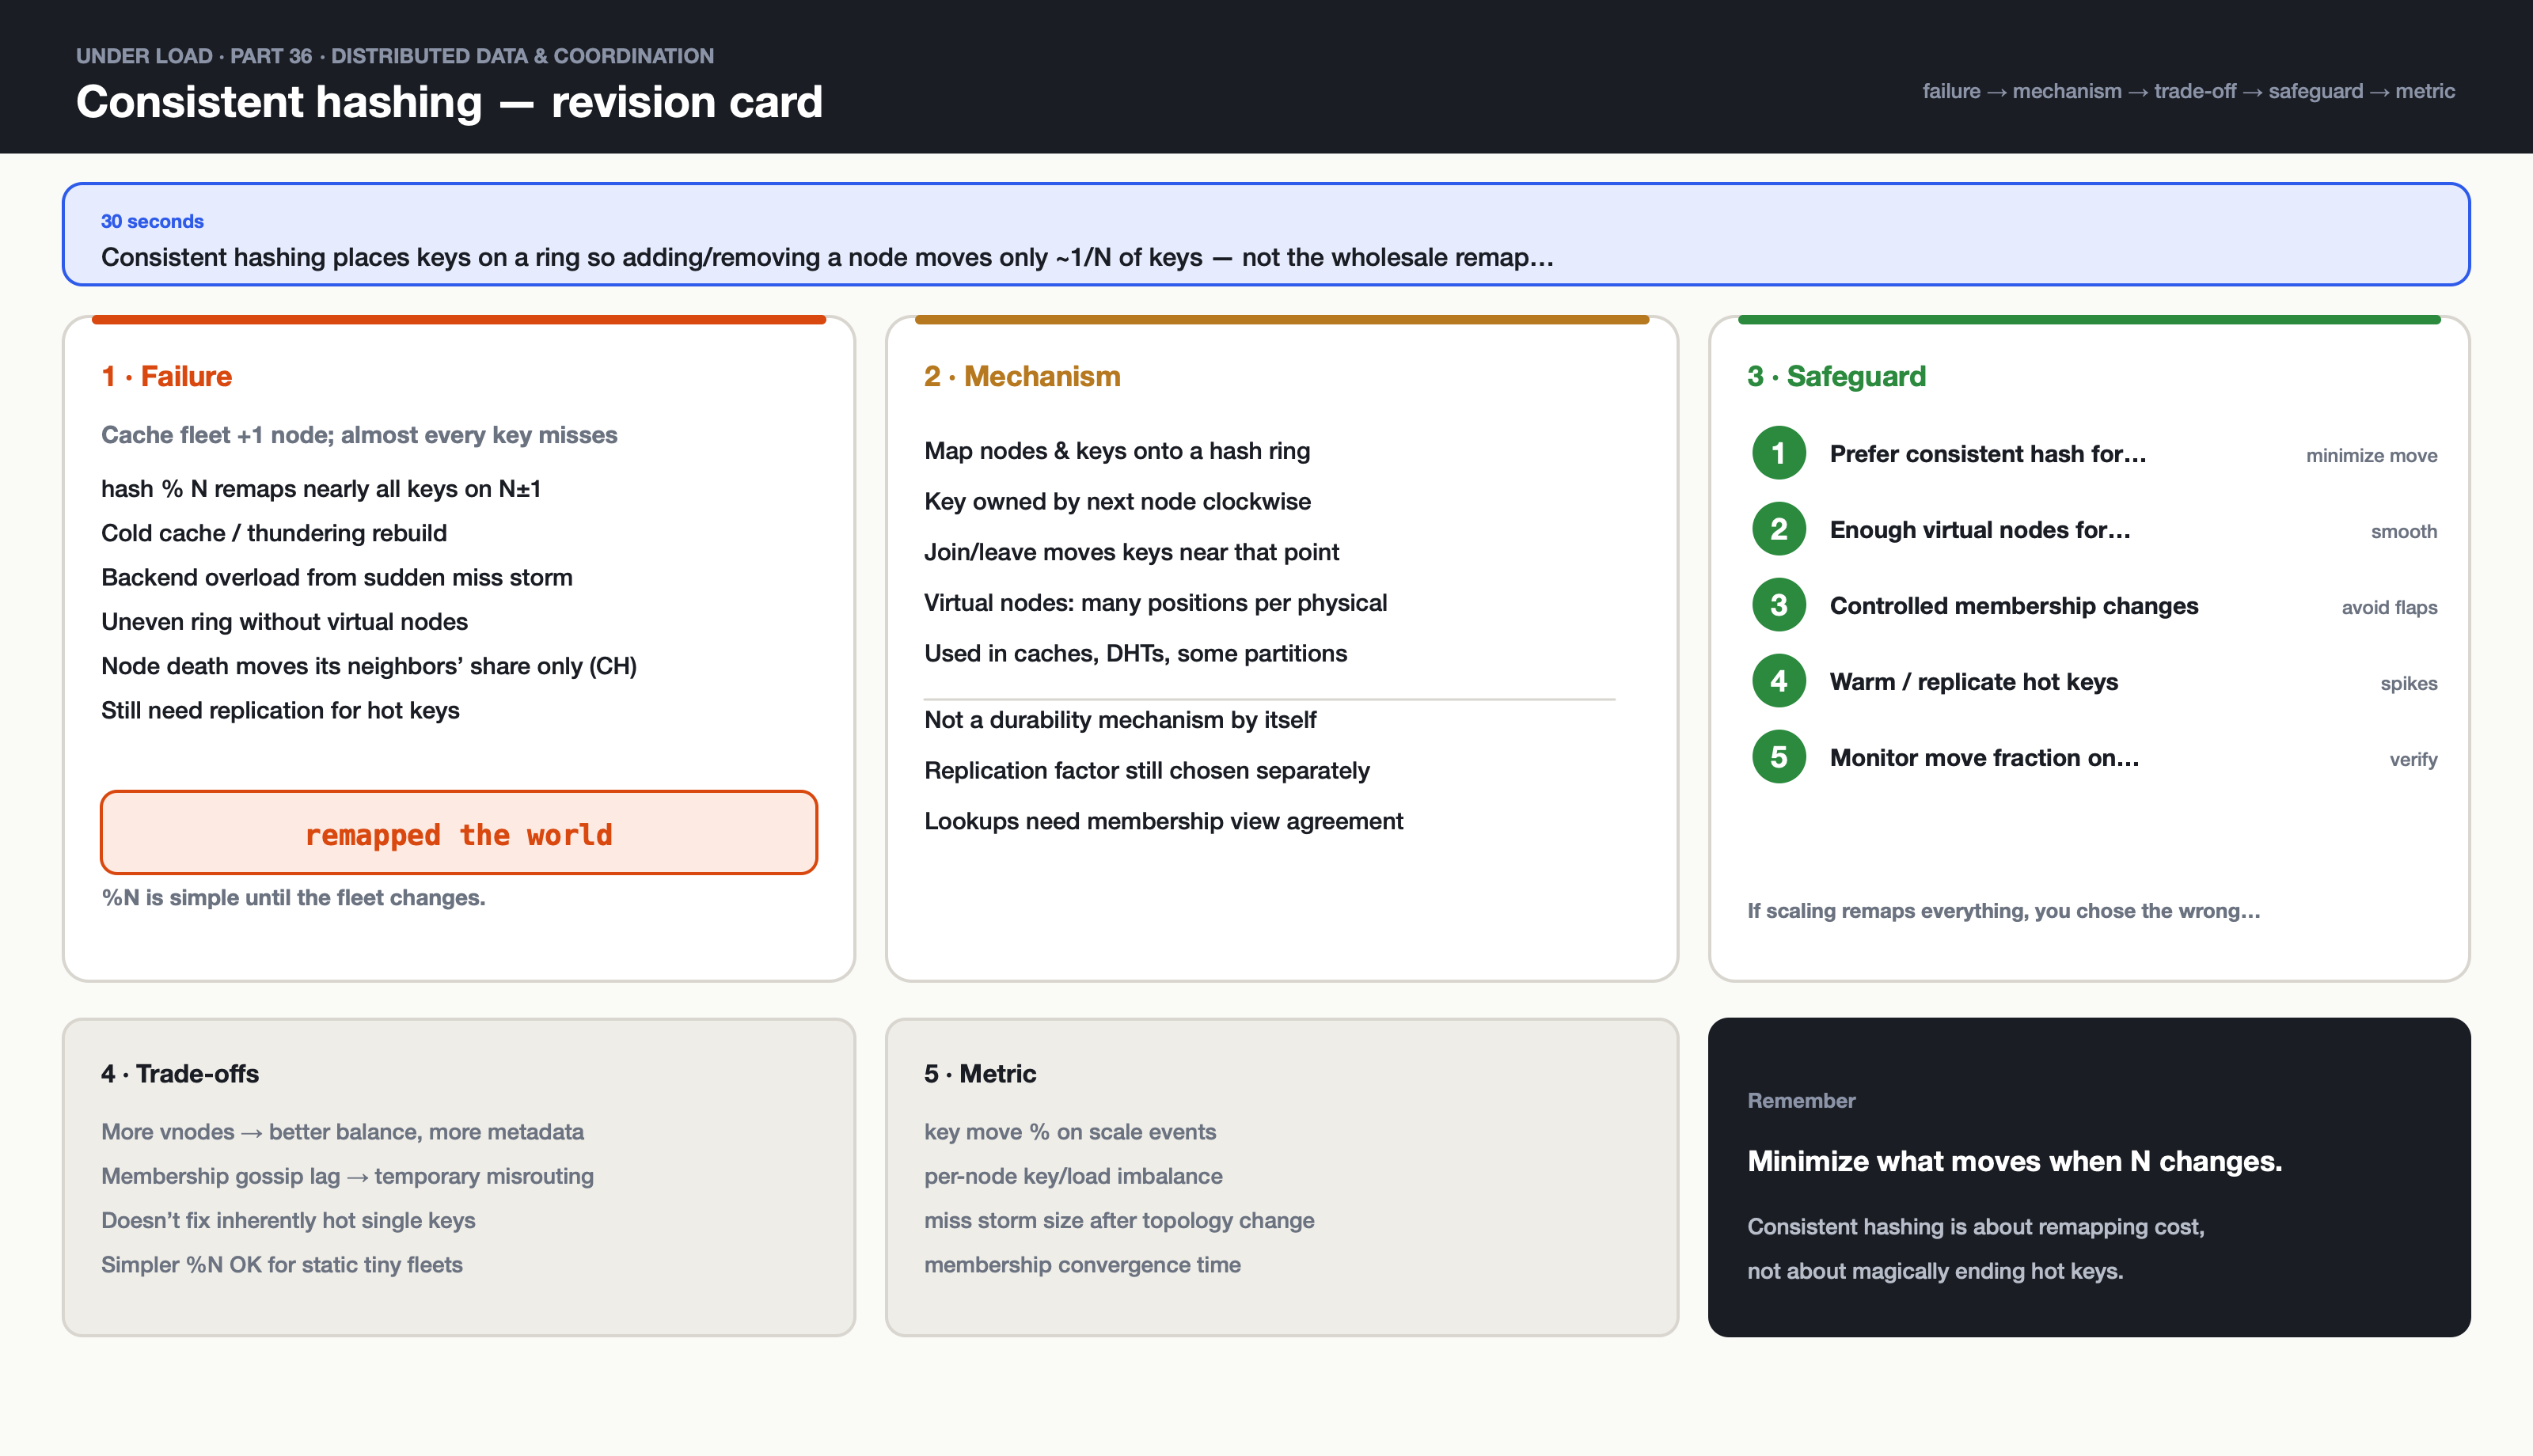 UNDER LOAD · PART 36 · DISTRIBUTED DATA & COORDINATION
Consistent hashing — revision card
failure → mechanism → trade-off → safeguard → metric
30 seconds
Consistent hashing places keys on a ring so adding/removing a node moves only ~1/N of keys — not the wholesale remap…
1 · Failure
Cache fleet +1 node; almost every key misses
hash % N remaps nearly all keys on N±1
Cold cache / thundering rebuild
Backend overload from sudden miss storm
Uneven ring without virtual nodes
Node death moves its neighbors’ share only (CH)
Still need replication for hot keys
remapped the world
%N is simple until the fleet changes.
2 · Mechanism
Map nodes & keys onto a hash ring
Key owned by next node clockwise
Join/leave moves keys near that point
Virtual nodes: many positions per physical
Used in caches, DHTs, some partitions
Not a durability mechanism by itself
Replication factor still chosen separately
Lookups need membership view agreement
3 · Safeguard
1 Prefer consistent hash for… minimize move
2 Enough virtual nodes for… smooth
3 Controlled membership changes avoid flaps
4 Warm / replicate hot keys spikes
5 Monitor move fraction on… verify
If scaling remaps everything, you chose the wrong…
4 · Trade-offs
More vnodes → better balance, more metadata
Membership gossip lag → temporary misrouting
Doesn’t fix inherently hot single keys
Simpler %N OK for static tiny fleets
5 · Metric
key move % on scale events
per-node key/load imbalance
miss storm size after topology change
membership convergence time
Remember
Minimize what moves when N changes.
Consistent hashing is about remapping cost,
not about magically ending hot keys.